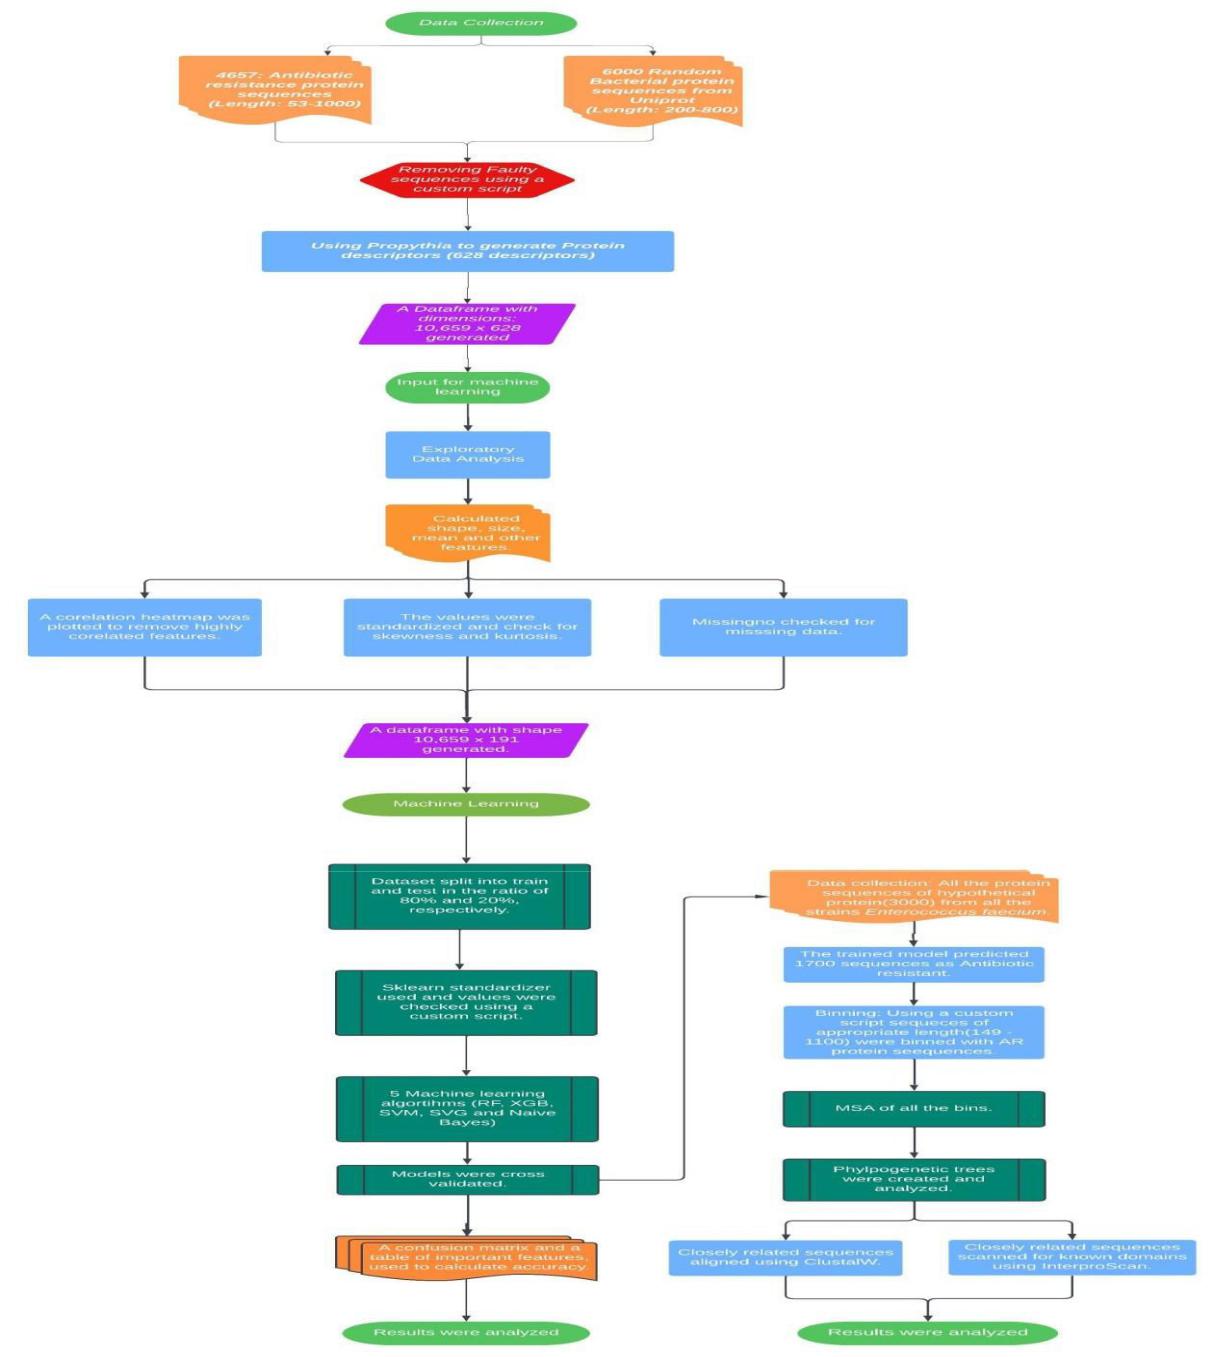 Data Collection
4657: Antibiotic
resistance protein
sequences
(Length: 53-1000)
6000 Random
Bacterial protein
sequences from
Uniprot
(Length: 200-800)
Removing Faulty
sequences using a
custom script
Using Propythia to generate Protein
descriptors (628 descriptors)
A Dataframe with
dimensions:
10,659 x 628
generated
Input for machine
learning
Exploratory
Data Analysis
Calculated
shape, size,
mean and other
features.
A corelation heatmap was
plotted to remove highly
corelated features.
The values were
standardized and check for
skewness and kurtosis.
Missingno checked for
misssing data.
A dataframe with shape
10,659 x 191
generated.
Machine Learning
Dataset split into train
and test in the ratio of
80% and 20%,
respectively.
Sklearn standardizer
used and values were
checked using a
custom script.
5 Machine learning
algortihms (RF, XGB,
SVM, SVG and Naive
Bayes)
Models were cross
validated.
A confusion matrix and a
table of important features,
used to calculate accuracy.
Results were analyzed
Data collection: All the protein
sequences of hypothetical
protein(3000) from all the
strains Enterococcus faecium.
The trained model predicted
1700 sequences as Antibiotic
resistant.
Binning: Using a custom
script sequeces of
appropriate length(149 -
1100) were binned with AR
protein seequences.
MSA of all the bins.
Phylpogenetic trees
were created and
analyzed.
Closely related sequences
aligned using ClustalW.
Closely related sequences
scanned for known domains
using InterproScan.
Results were analyzed